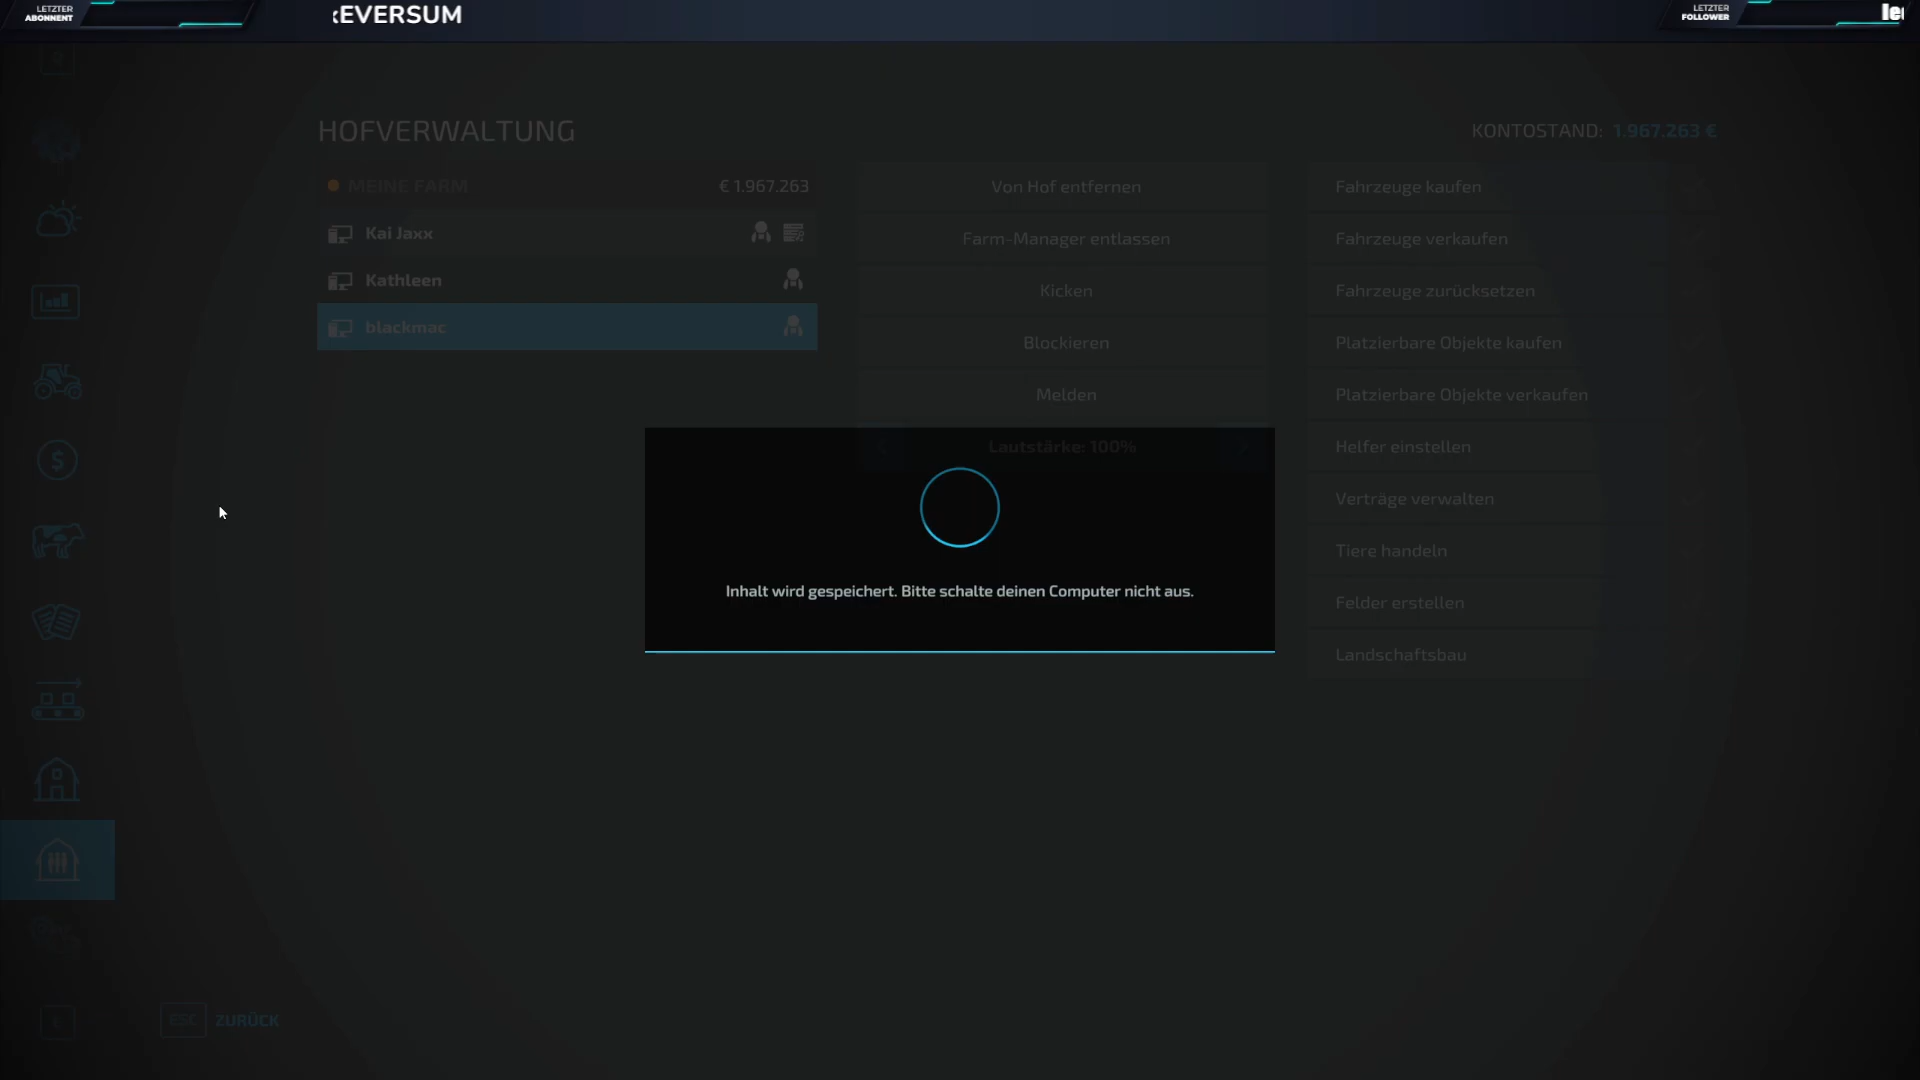 LETZTER
ABONNENT
EVERSUM
LETZTER
FOLLOWER
HOFVERWALTUNG
KONTOSTAND: 1.967.263 €
MEINE FARM € 1.967.263
Kai Jaxx
Kathleen
blackmac
Von Hof entfernen
Farm-Manager entlassen
Kicken
Blockieren
Melden
Lautstärke: 100%
Fahrzeuge kaufen
Fahrzeuge verkaufen
Fahrzeuge zurücksetzen
Platzierbare Objekte kaufen
Platzierbare Objekte verkaufen
Helfer einstellen
Verträge verwalten
Tiere handeln
Felder erstellen
Landschaftsbau
Inhalt wird gespeichert. Bitte schalte deinen Computer nicht aus.
ESC ZURÜCK